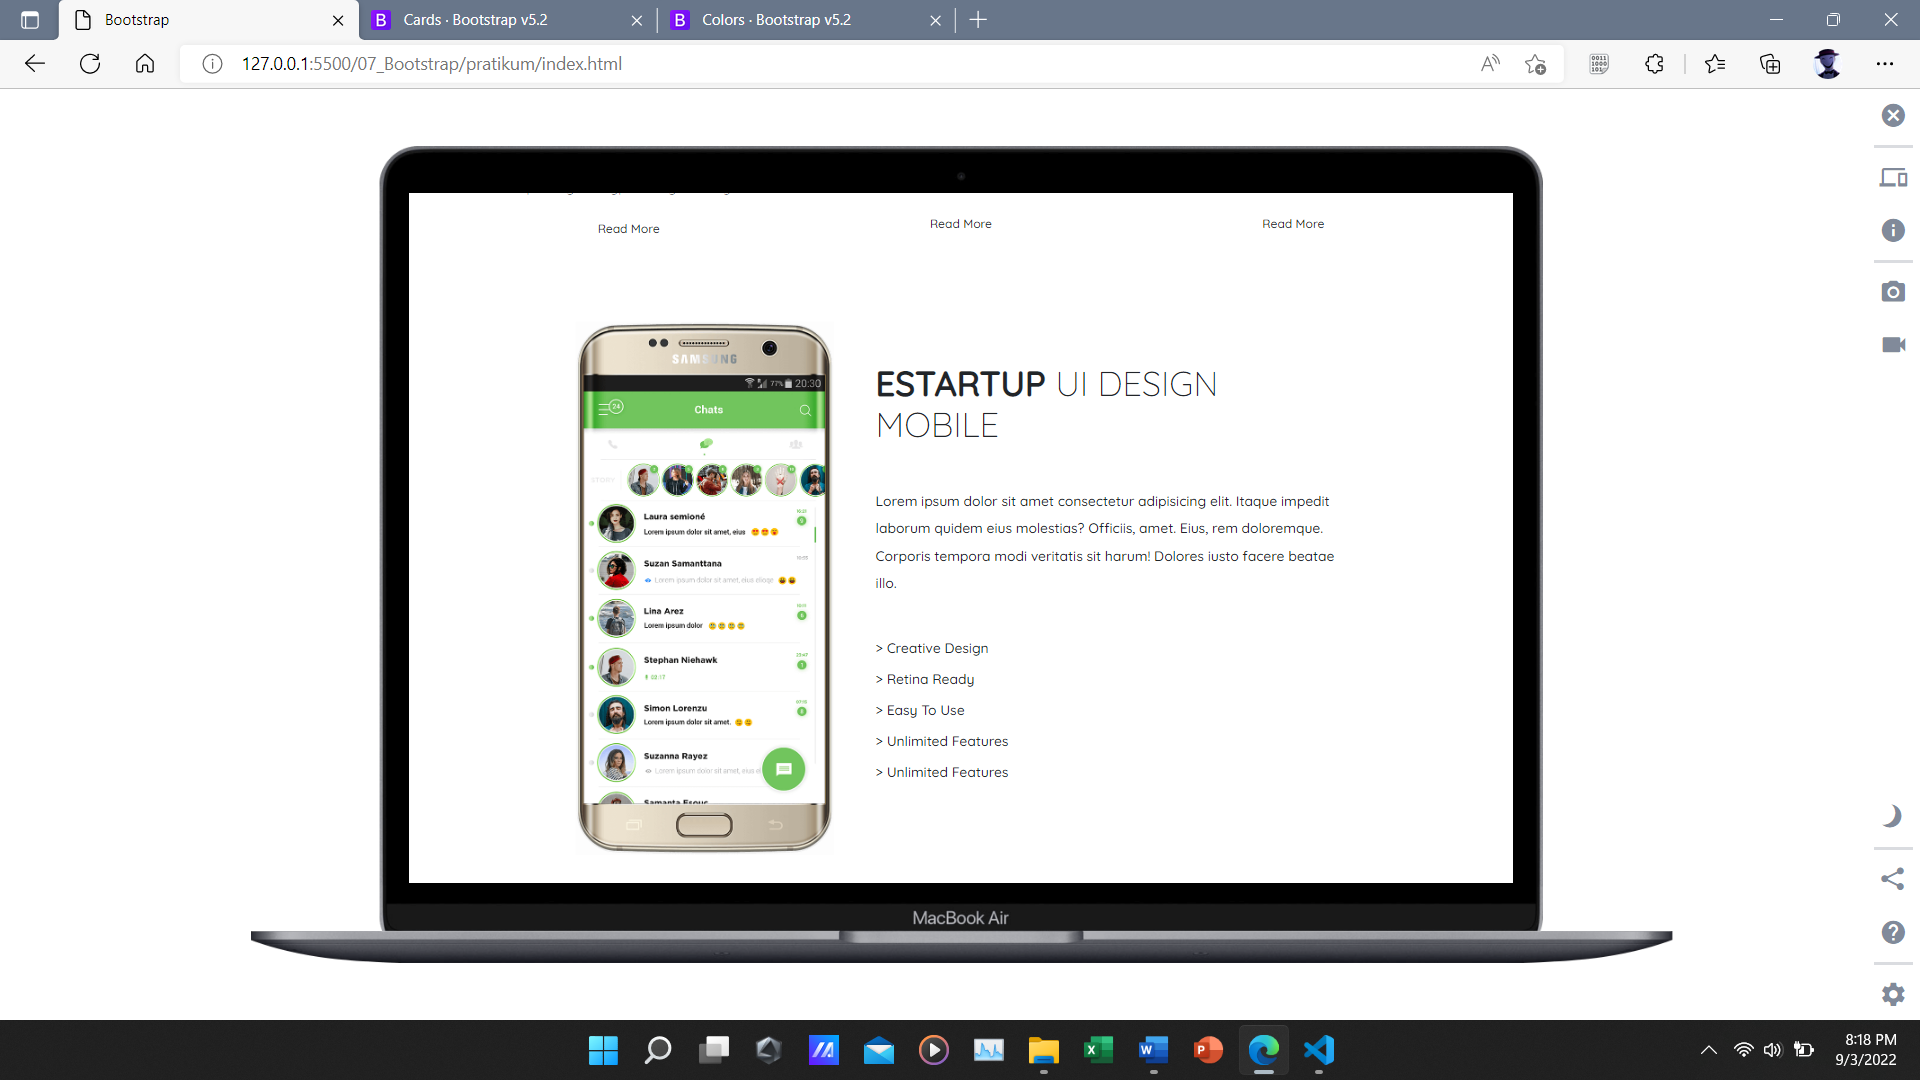 Bootstrap
Cards · Bootstrap v5.2
Colors · Bootstrap v5.2
127.0.0.1:5500/07_Bootstrap/pratikum/index.html
Read More
Read More
Read More
SAMSUNG
77% 20:30
24
Chats
STORY
Laura semioné
Lorem ipsum dolor sit amet, eius
Suzan Samanttana
Lorem ipsum dolor sit amet, eius
Lina Arez
Lorem ipsum dolor
Stephan Niehawk
02:17
Simon Lorenzu
Lorem ipsum dolor sit amet.
Suzanna Rayez
Lorem ipsum dolor sit amet, eius
Samanta Esouc
ESTARTUP UI DESIGN
MOBILE
Lorem ipsum dolor sit amet consectetur adipisicing elit. Itaque impedit
laborum quidem eius molestias? Officiis, amet. Eius, rem doloremque.
Corporis tempora modi veritatis sit harum! Dolores iusto facere beatae
illo.
> Creative Design
> Retina Ready
> Easy To Use
> Unlimited Features
> Unlimited Features
MacBook Air
8:18 PM
9/3/2022